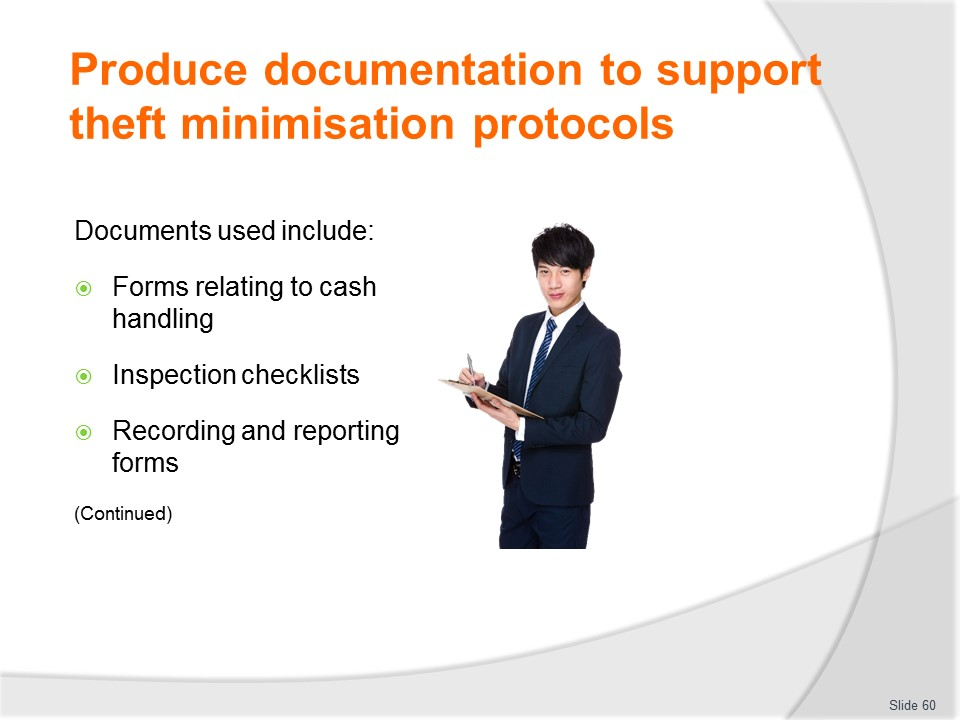 Produce documentation to support
theft minimisation protocols
Documents used include:
Forms relating to cash
handling
Inspection checklists
Recording and reporting
forms
(Continued)
Slide 60